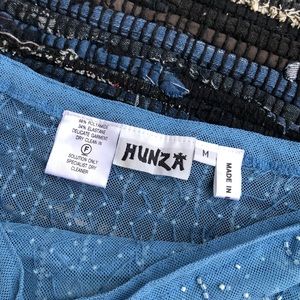 POLYAMIDE
ELASTANE
DELICATE GARMENT
DRY CLEAN IN
F
SOLUTION ONLY
SPECIALIST DRY
CLEANER
HUNZA
M
MADE IN